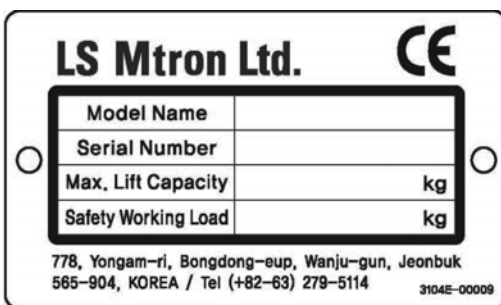 LS Mtron Ltd. CE
Model Name
Serial Number
Max. Lift Capacity kg
Safety Working Load kg
778, Yongam-ri, Bongdong-eup, Wanju-gun, Jeonbuk
565-904, KOREA / Tel (+82-63) 279-5114
3104E-00009